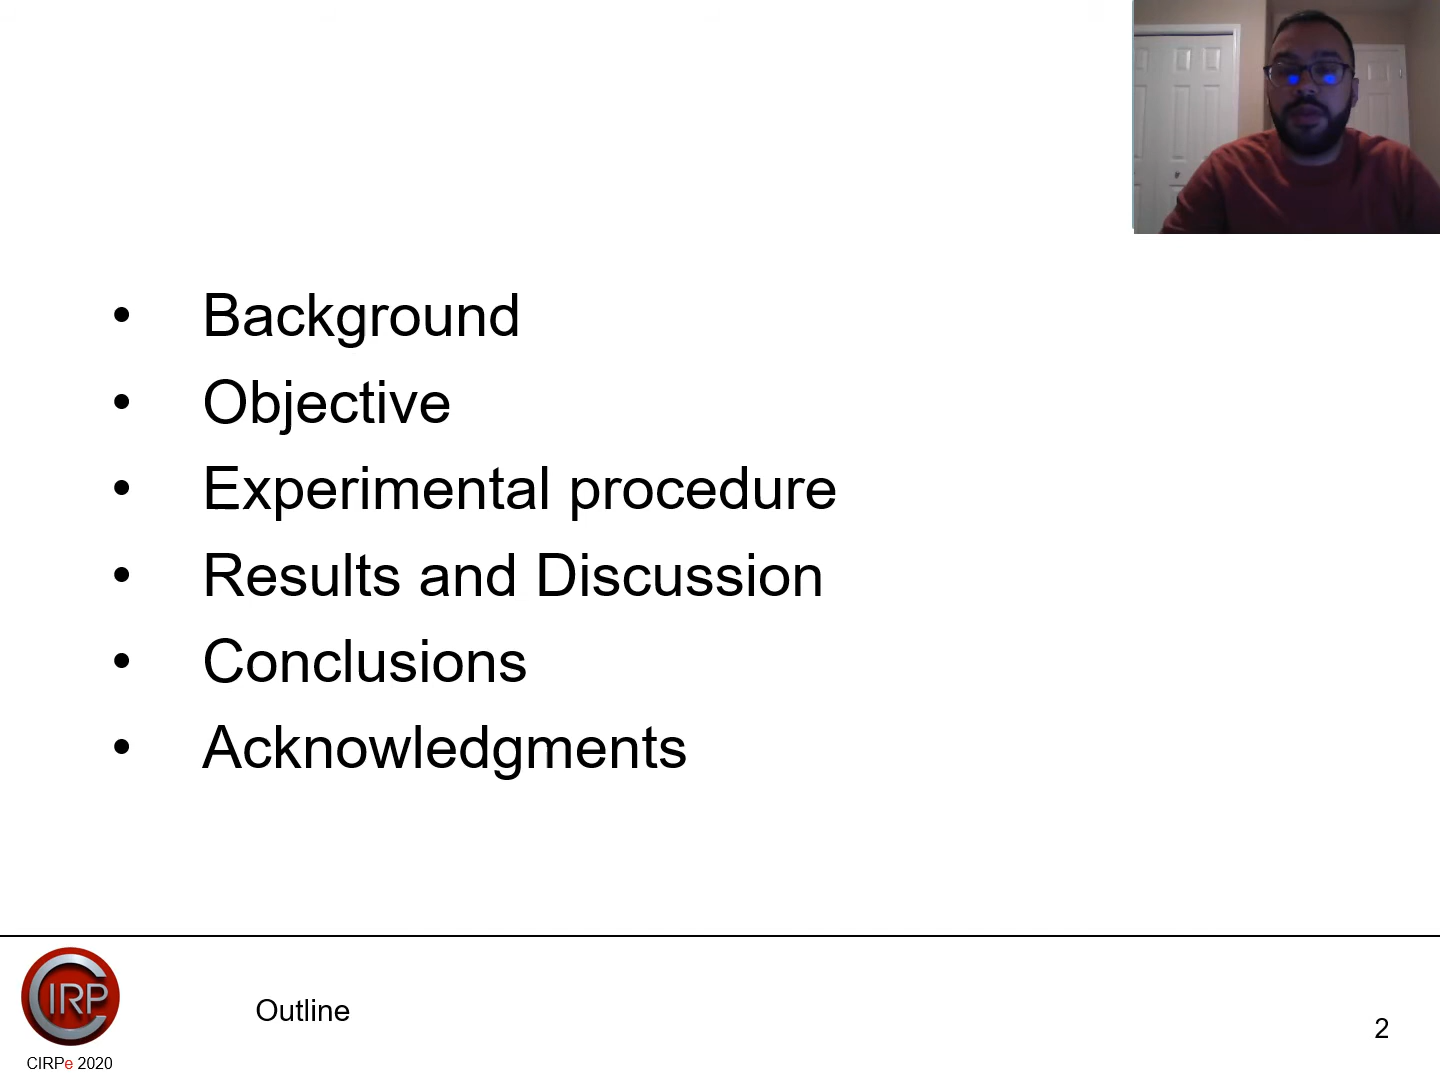 • Background
• Objective
• Experimental procedure
• Results and Discussion
• Conclusions
• Acknowledgments
CIRP
CIRPe 2020
Outline
2